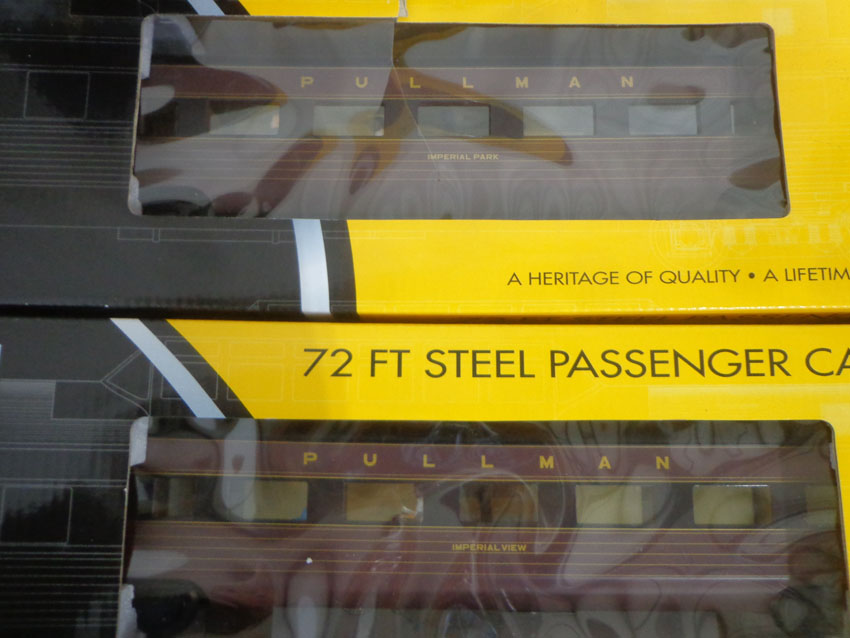 PULLMAN
IMPERIAL PARK
A HERITAGE OF QUALITY • A LIFETIM
72 FT STEEL PASSENGER CA
PULLMAN
IMPERIAL VIEW